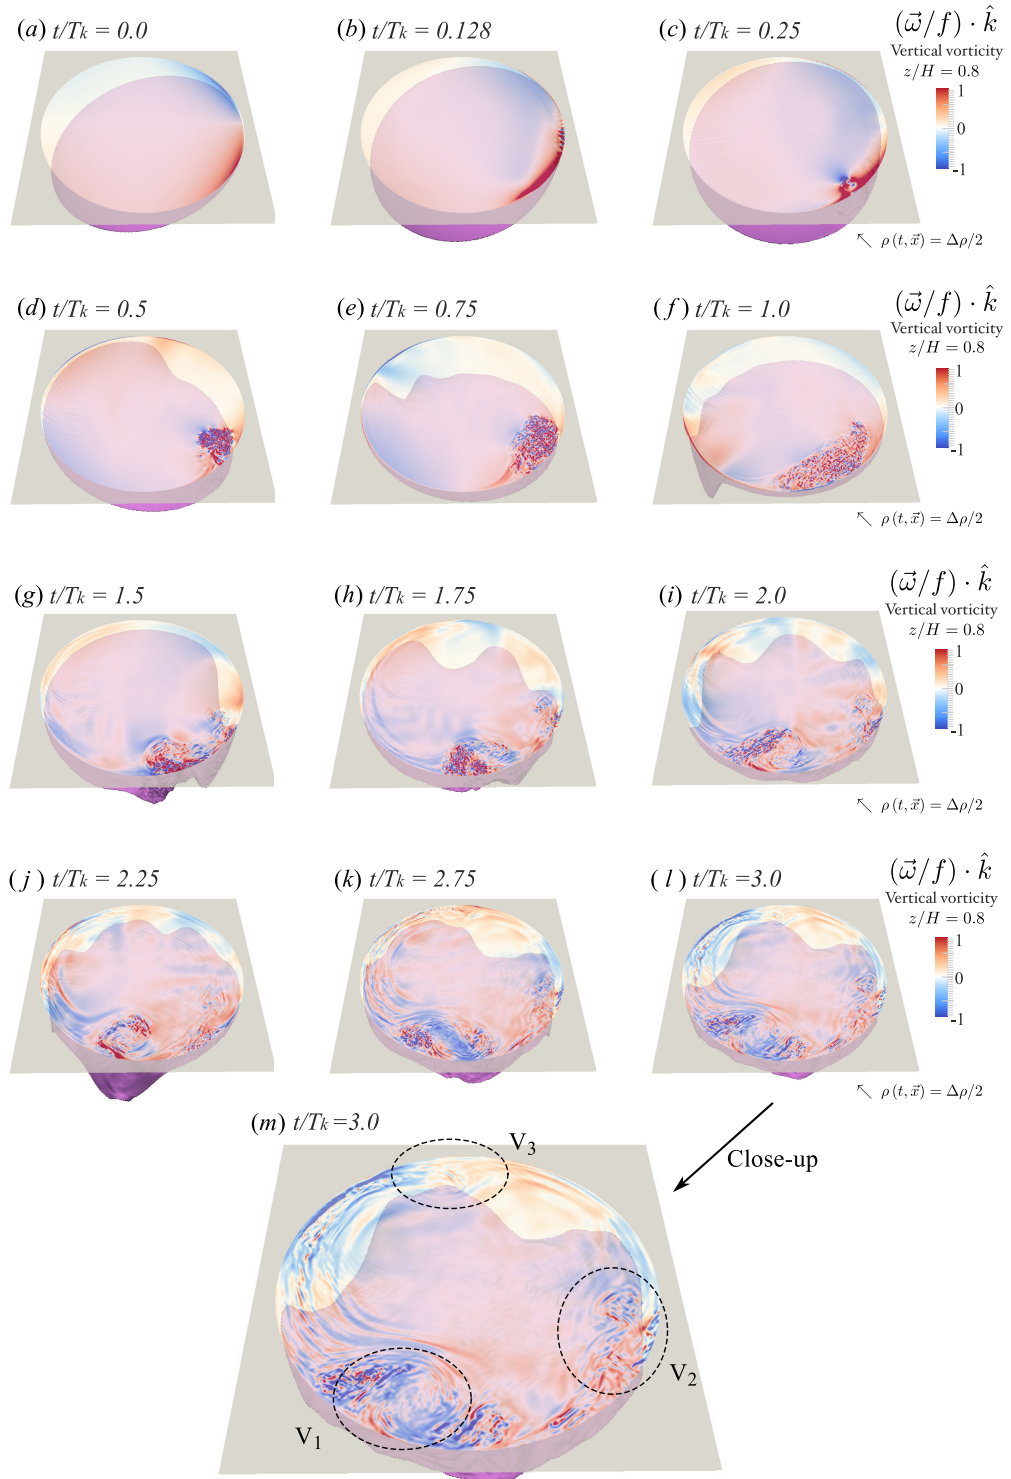 (a) t/Tk = 0.0
(b) t/Tk = 0.128
(c) t/Tk = 0.25
(ω⃗/f) · k̂
Vertical vorticity
z/H = 0.8
1
0
-1
ρ(t, x⃗) = Δρ/2
(d) t/Tk = 0.5
(e) t/Tk = 0.75
(f) t/Tk = 1.0
(ω⃗/f) · k̂
Vertical vorticity
z/H = 0.8
1
0
-1
ρ(t, x⃗) = Δρ/2
(g) t/Tk = 1.5
(h) t/Tk = 1.75
(i) t/Tk = 2.0
(ω⃗/f) · k̂
Vertical vorticity
z/H = 0.8
1
0
-1
ρ(t, x⃗) = Δρ/2
(j) t/Tk = 2.25
(k) t/Tk = 2.75
(l) t/Tk =3.0
(ω⃗/f) · k̂
Vertical vorticity
z/H = 0.8
1
0
-1
ρ(t, x⃗) = Δρ/2
(m) t/Tk =3.0
Close-up
V3
V2
V1